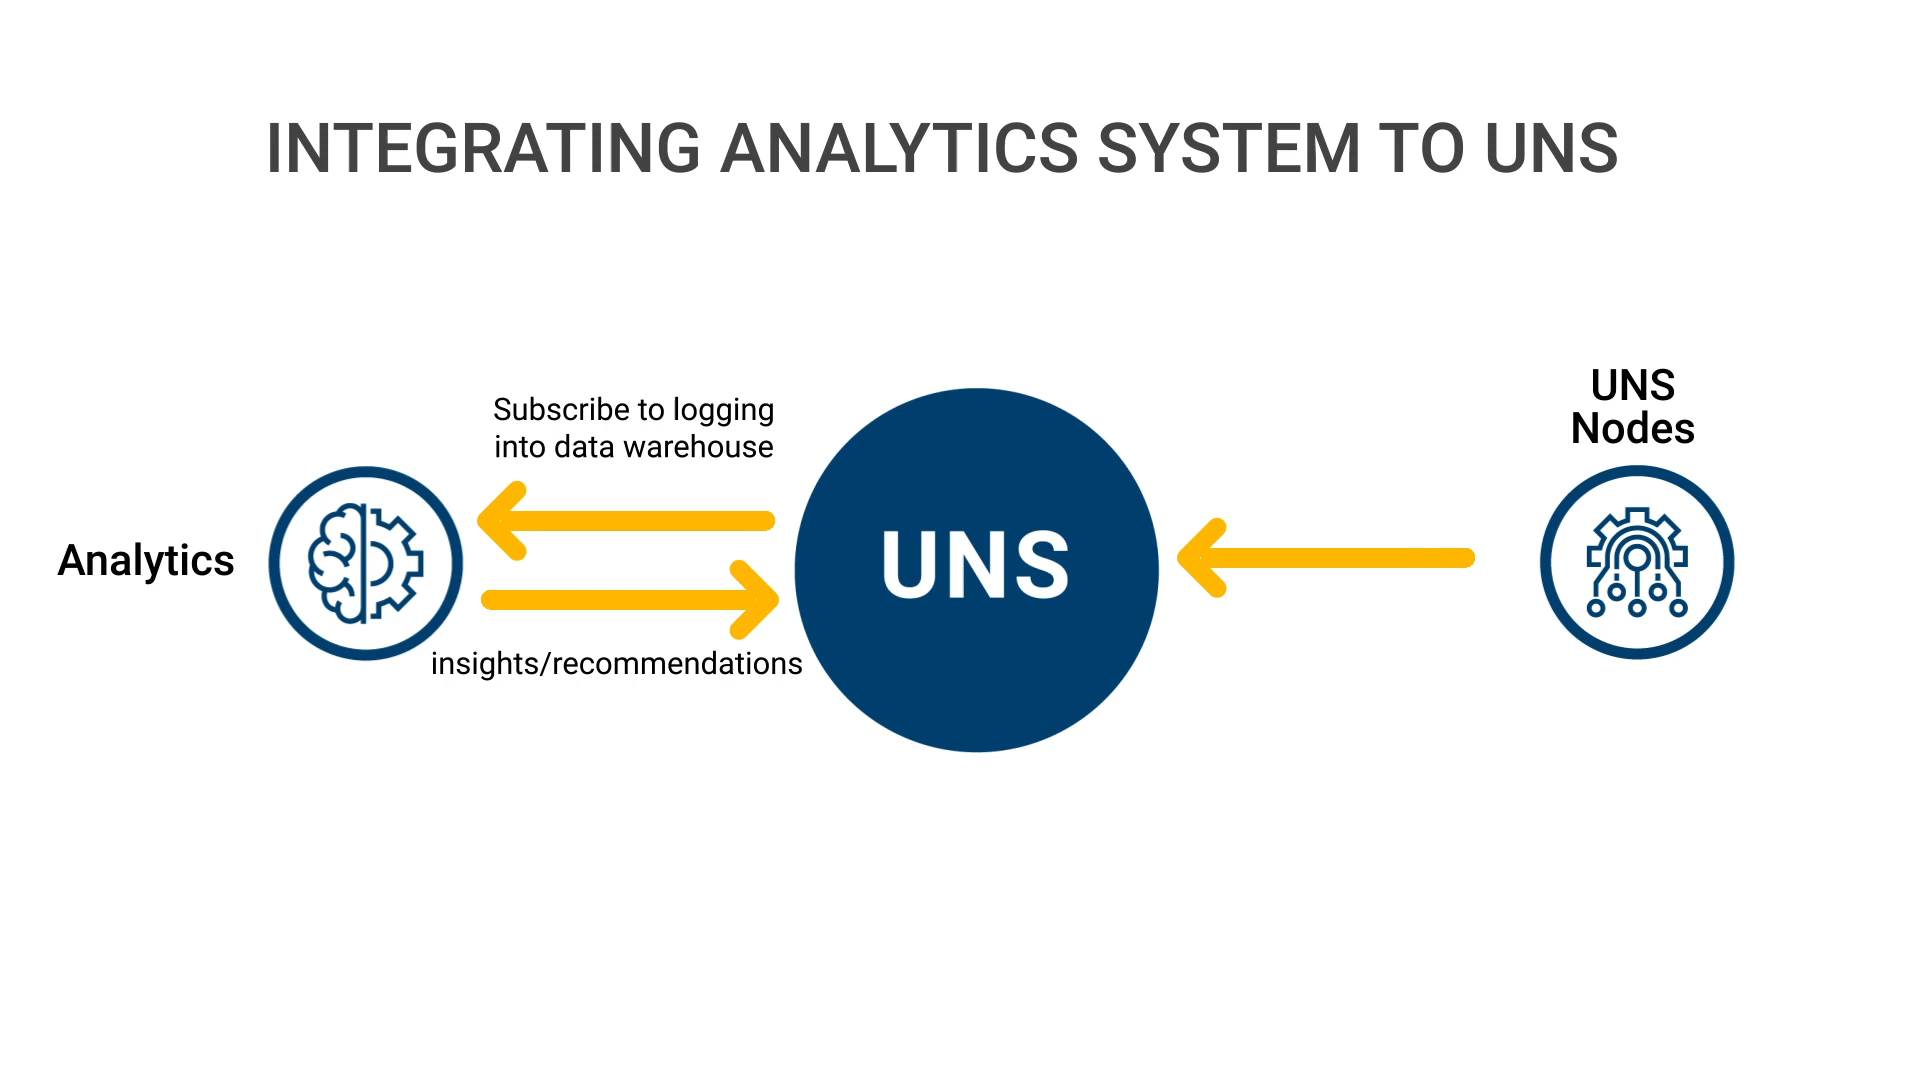 INTEGRATING ANALYTICS SYSTEM TO UNS
Subscribe to logging
into data warehouse
Analytics
insights/recommendations
UNS
UNS
Nodes